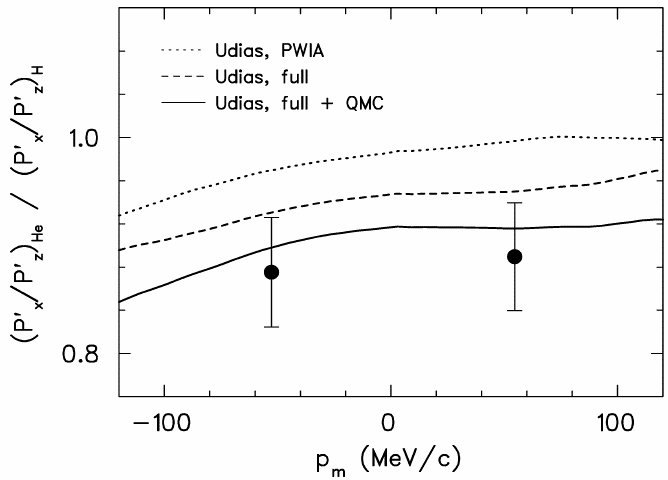 Udias, PWIA
Udias, full
Udias, full + QMC
(P'x/P'z)He / (P'x/P'z)H
1.0
0.8
−100
0
100
pm (MeV/c)